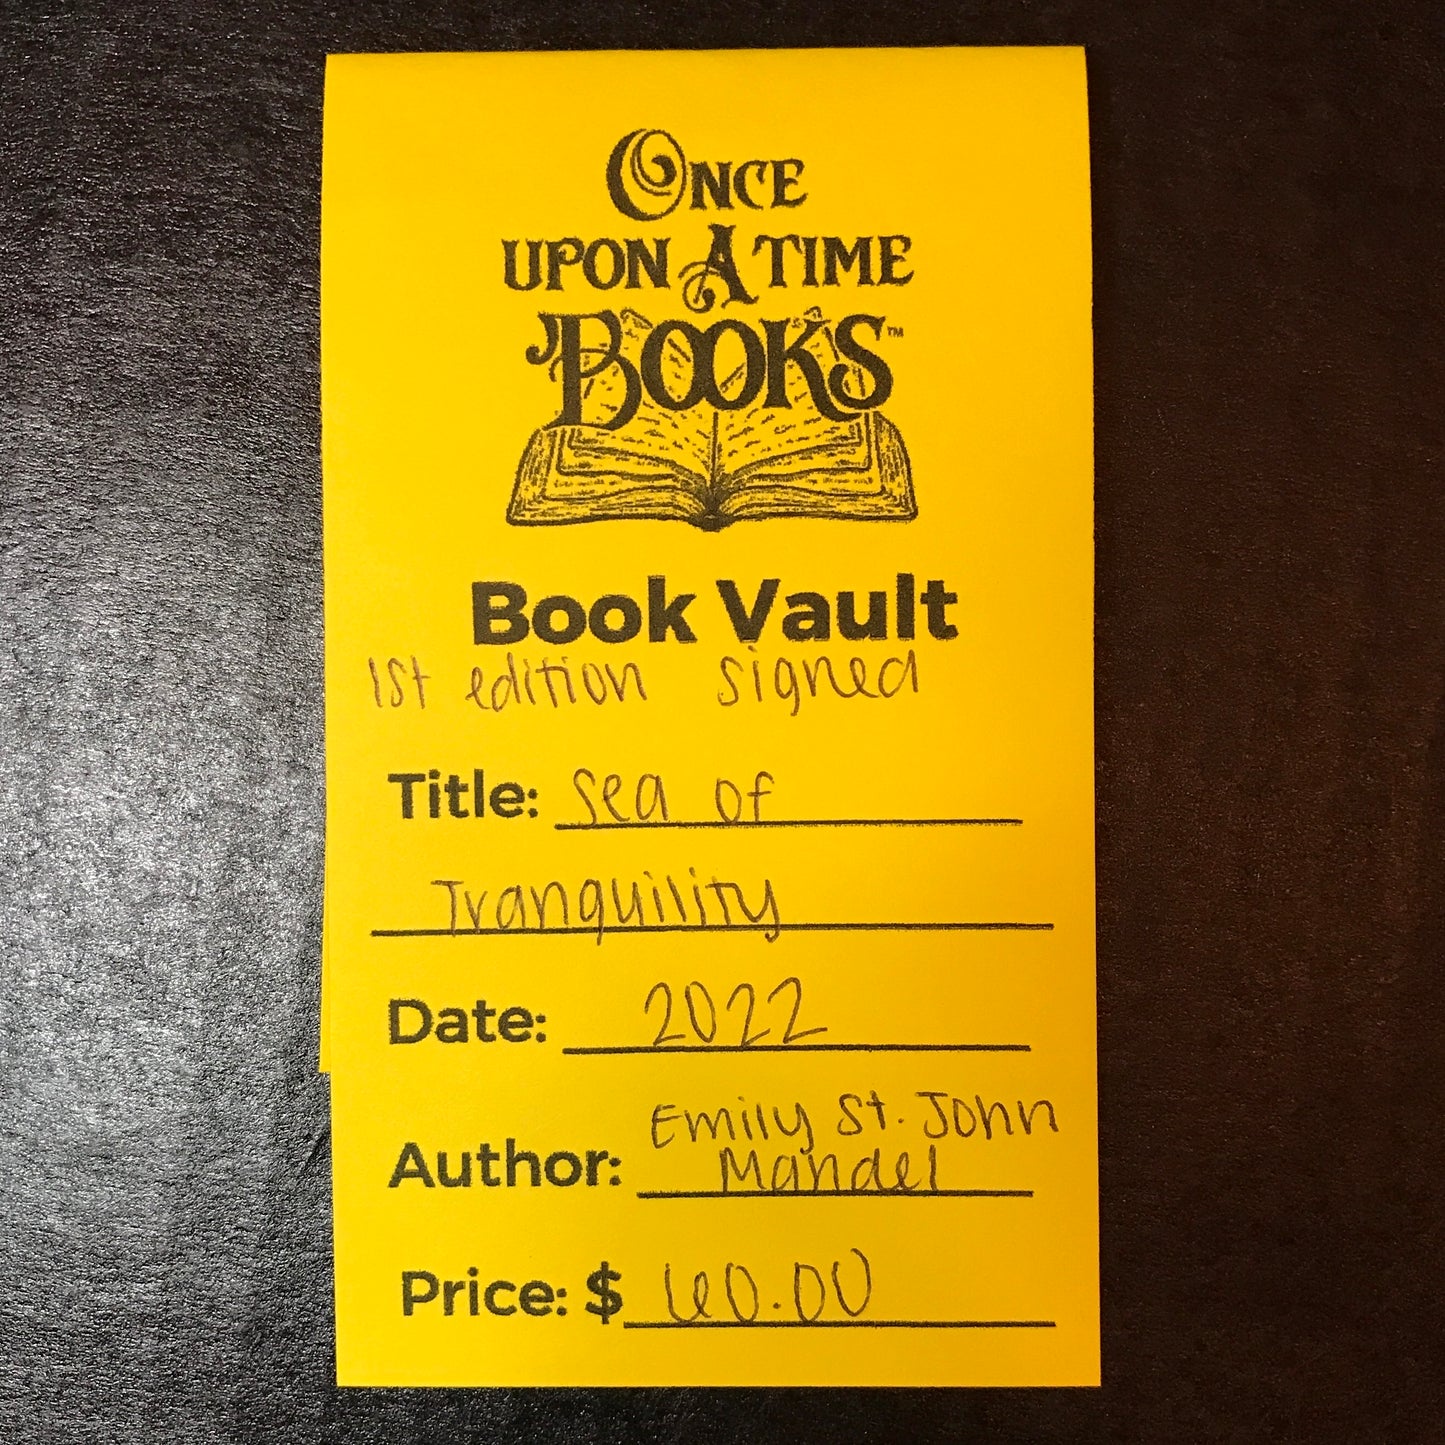 ONCE
UPON A TIME
BOOKS™
Book Vault
1st edition signed
Title: Sea of
Tranquility
Date: 2022
Author: Emily St. John
Mandel
Price: $ 60.00